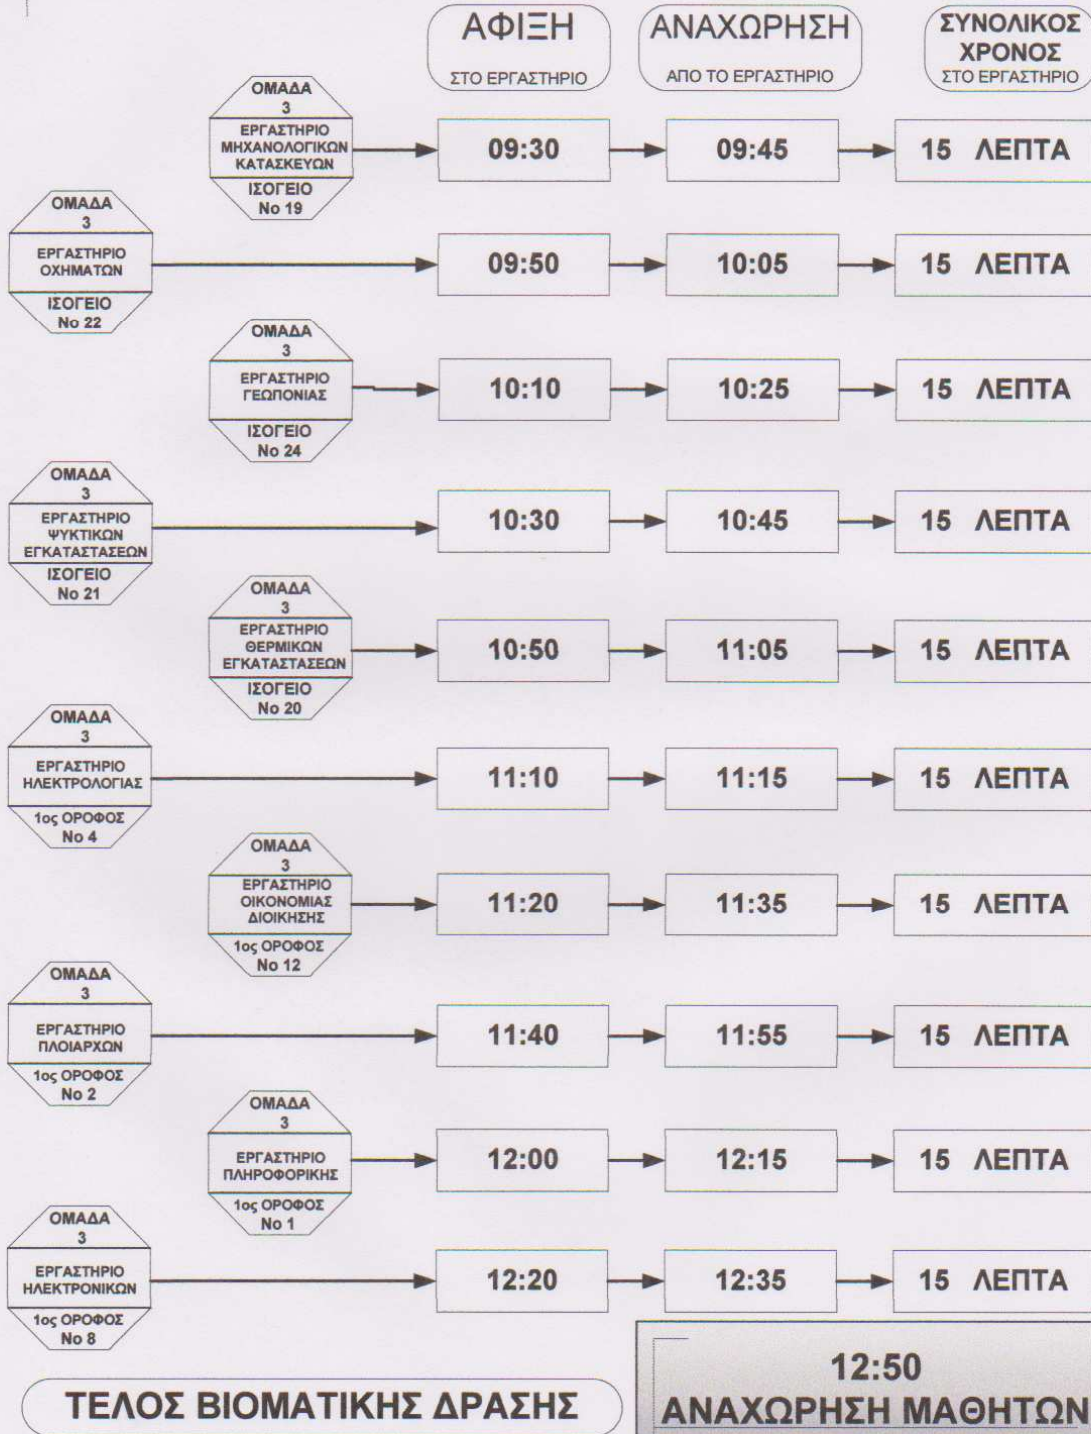 ΑΦΙΞΗ
ΣΤΟ ΕΡΓΑΣΤΗΡΙΟ
ΑΝΑΧΩΡΗΣΗ
ΑΠΟ ΤΟ ΕΡΓΑΣΤΗΡΙΟ
ΣΥΝΟΛΙΚΟΣ
ΧΡΟΝΟΣ
ΣΤΟ ΕΡΓΑΣΤΗΡΙΟ
ΟΜΑΔΑ
3
ΕΡΓΑΣΤΗΡΙΟ
ΜΗΧΑΝΟΛΟΓΙΚΩΝ
ΚΑΤΑΣΚΕΥΩΝ
ΙΣΟΓΕΙΟ
Νο 19
09:30 09:45 15 ΛΕΠΤΑ
ΟΜΑΔΑ
3
ΕΡΓΑΣΤΗΡΙΟ
ΟΧΗΜΑΤΩΝ
ΙΣΟΓΕΙΟ
Νο 22
09:50 10:05 15 ΛΕΠΤΑ
ΟΜΑΔΑ
3
ΕΡΓΑΣΤΗΡΙΟ
ΓΕΩΠΟΝΙΑΣ
ΙΣΟΓΕΙΟ
Νο 24
10:10 10:25 15 ΛΕΠΤΑ
ΟΜΑΔΑ
3
ΕΡΓΑΣΤΗΡΙΟ
ΨΥΚΤΙΚΩΝ
ΕΓΚΑΤΑΣΤΑΣΕΩΝ
ΙΣΟΓΕΙΟ
Νο 21
10:30 10:45 15 ΛΕΠΤΑ
ΟΜΑΔΑ
3
ΕΡΓΑΣΤΗΡΙΟ
ΘΕΡΜΙΚΩΝ
ΕΓΚΑΤΑΣΤΑΣΕΩΝ
ΙΣΟΓΕΙΟ
Νο 20
10:50 11:05 15 ΛΕΠΤΑ
ΟΜΑΔΑ
3
ΕΡΓΑΣΤΗΡΙΟ
ΗΛΕΚΤΡΟΛΟΓΙΑΣ
1ος ΟΡΟΦΟΣ
Νο 4
11:10 11:15 15 ΛΕΠΤΑ
ΟΜΑΔΑ
3
ΕΡΓΑΣΤΗΡΙΟ
ΟΙΚΟΝΟΜΙΑΣ
ΔΙΟΙΚΗΣΗΣ
1ος ΟΡΟΦΟΣ
Νο 12
11:20 11:35 15 ΛΕΠΤΑ
ΟΜΑΔΑ
3
ΕΡΓΑΣΤΗΡΙΟ
ΠΛΟΙΑΡΧΩΝ
1ος ΟΡΟΦΟΣ
Νο 2
11:40 11:55 15 ΛΕΠΤΑ
ΟΜΑΔΑ
3
ΕΡΓΑΣΤΗΡΙΟ
ΠΛΗΡΟΦΟΡΙΚΗΣ
1ος ΟΡΟΦΟΣ
Νο 1
12:00 12:15 15 ΛΕΠΤΑ
ΟΜΑΔΑ
3
ΕΡΓΑΣΤΗΡΙΟ
ΗΛΕΚΤΡΟΝΙΚΩΝ
1ος ΟΡΟΦΟΣ
Νο 8
12:20 12:35 15 ΛΕΠΤΑ
ΤΕΛΟΣ ΒΙΟΜΑΤΙΚΗΣ ΔΡΑΣΗΣ
12:50
ΑΝΑΧΩΡΗΣΗ ΜΑΘΗΤΩΝ